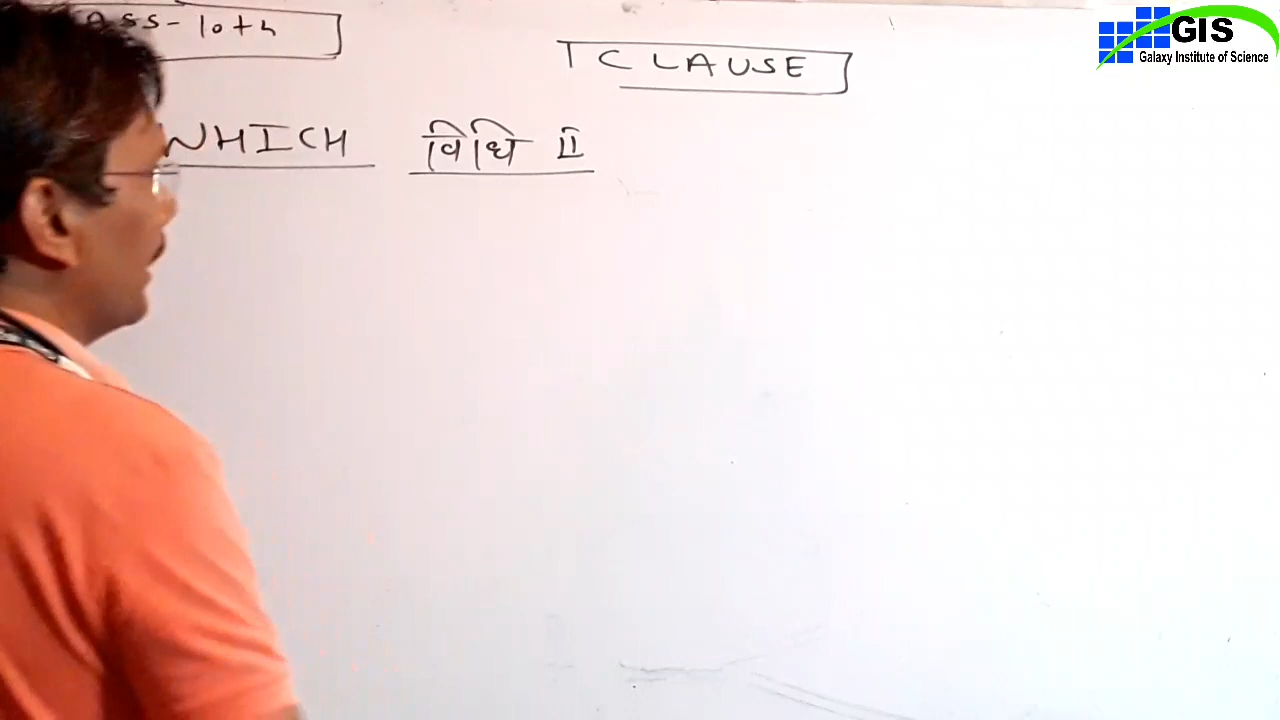 ASS-10th
CLAUSE
WHICH विधि II
GIS
Galaxy Institute of Science